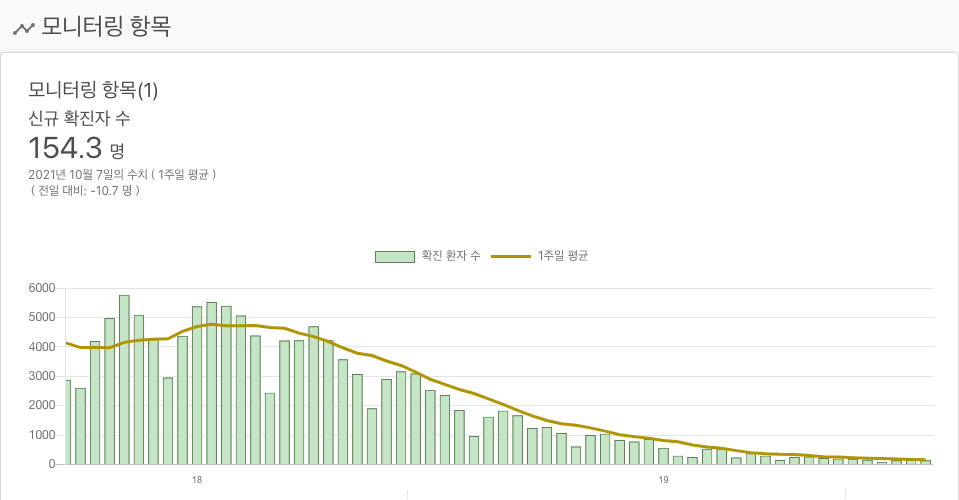 모니터링 항목
모니터링 항목(1)
신규 확진자 수
154.3 명
2021년 10월 7일의 수치 ( 1주일 평균 )
( 전일 대비: -10.7 명 )
확진 환자 수 1주일 평균
6000
5000
4000
3000
2000
1000
0
18 19